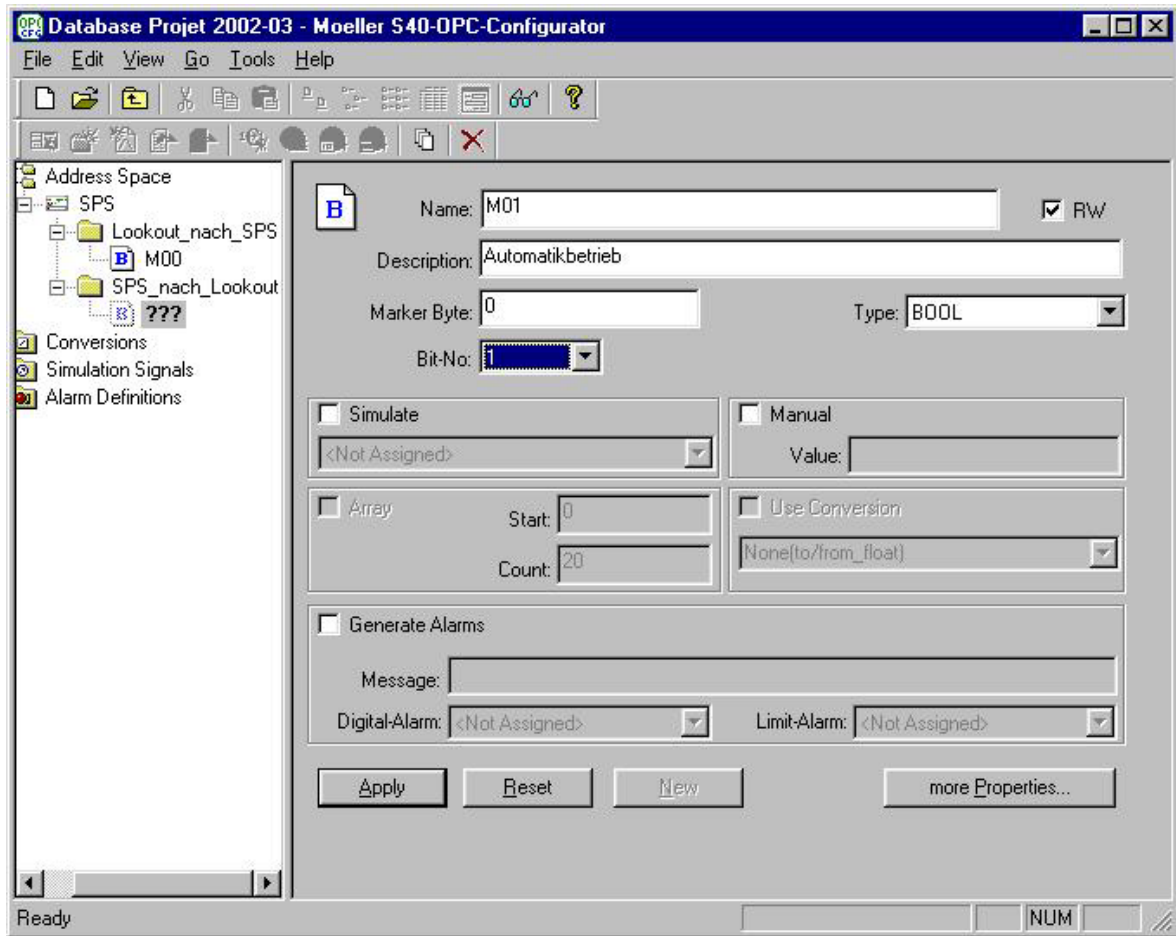 Database Projet 2002-03 - Moeller S40-OPC-Configurator
File Edit View Go Tools Help
Address Space
SPS
Lookout_nach_SPS
B M00
SPS_nach_Lookout
B ???
Conversions
Simulation Signals
Alarm Definitions
B Name: M01 RW
Description: Automatikbetrieb
Marker Byte: 0 Type: BOOL
Bit-No: 1
Simulate Manual
<Not Assigned> Value:
Array Start: 0 Use Conversion
Count: 20 None(to/from_float)
Generate Alarms
Message:
Digital-Alarm: <Not Assigned> Limit-Alarm: <Not Assigned>
Apply Reset New more Properties...
Ready NUM